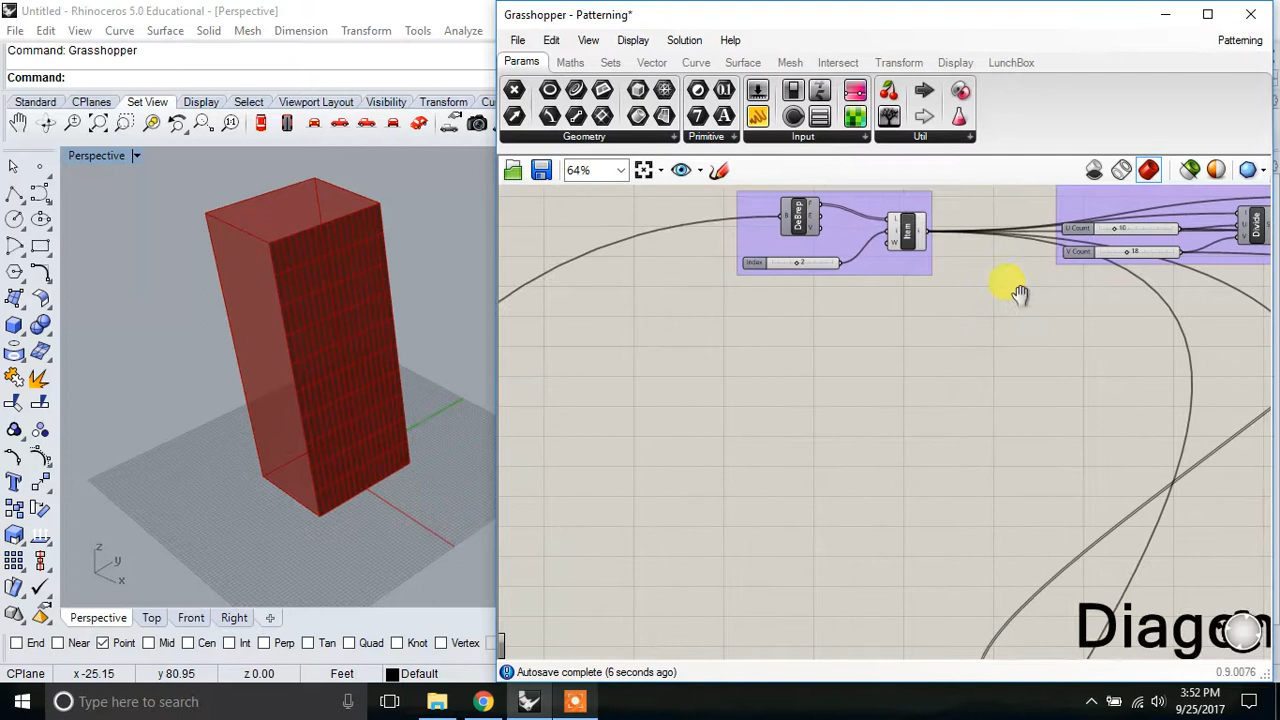 Untitled - Rhinoceros 5.0 Educational - [Perspective]
File Edit View Curve Surface Solid Mesh Dimension Transform Tools Analyze
Command: Grasshopper
Command:
Standard CPlanes Set View Display Select Viewport Layout Visibility Transform Cu
Perspective
z
y
x
Perspective Top Front Right
End Near Point Mid Cen Int Perp Tan Quad Knot Vertex
CPlane x -25.15 y 80.95 z 0.00 Feet Default
Grasshopper - Patterning*
File Edit View Display Solution Help
Patterning
Params Maths Sets Vector Curve Surface Mesh Intersect Transform Display LunchBox
Geometry Primitive Input Util
64%
B DeBrep F E V
L i W Item
Index 2
U Count 10
V Count 18
Divide
Diagon
Autosave complete (6 seconds ago)
0.9.0076
Type here to search
3:52 PM
9/25/2017